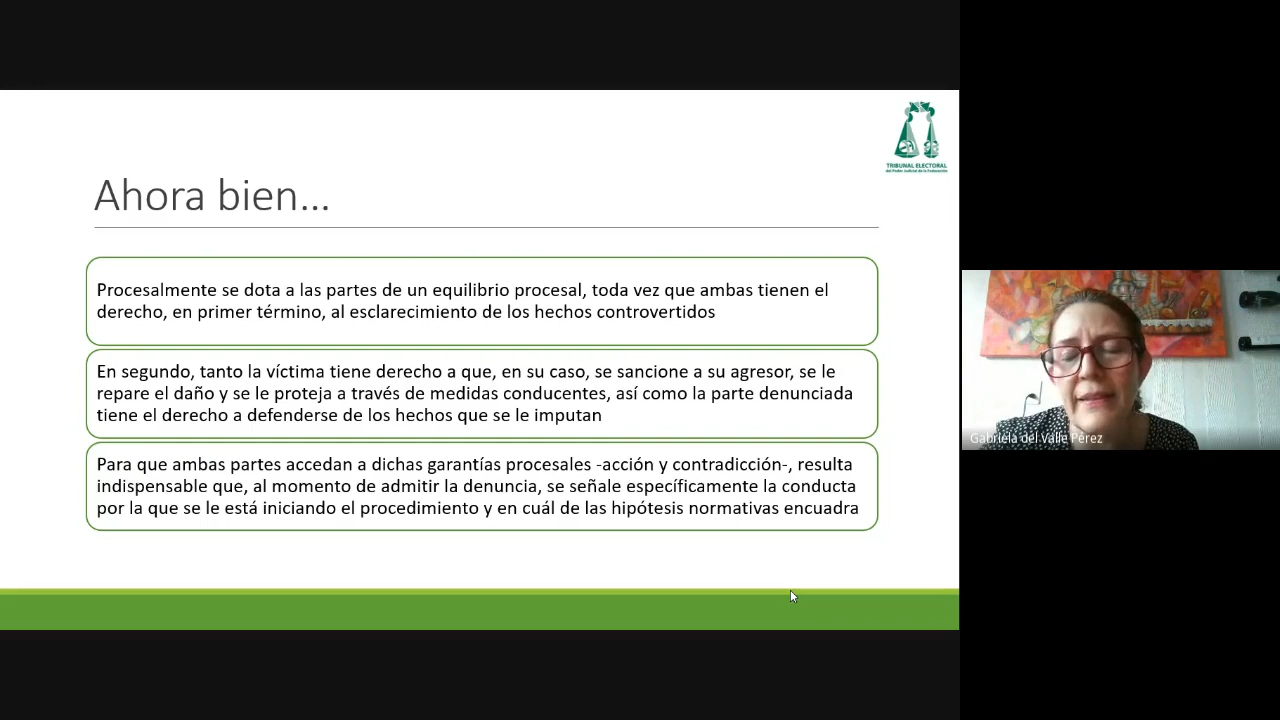 TRIBUNAL ELECTORAL
del Poder Judicial de la Federación
Ahora bien…
Procesalmente se dota a las partes de un equilibrio procesal, toda vez que ambas tienen el
derecho, en primer término, al esclarecimiento de los hechos controvertidos
En segundo, tanto la víctima tiene derecho a que, en su caso, se sancione a su agresor, se le
repare el daño y se le proteja a través de medidas conducentes, así como la parte denunciada
tiene el derecho a defenderse de los hechos que se le imputan
Para que ambas partes accedan a dichas garantías procesales -acción y contradicción-, resulta
indispensable que, al momento de admitir la denuncia, se señale específicamente la conducta
por la que se le está iniciando el procedimiento y en cuál de las hipótesis normativas encuadra
Gabriela del Valle Pérez